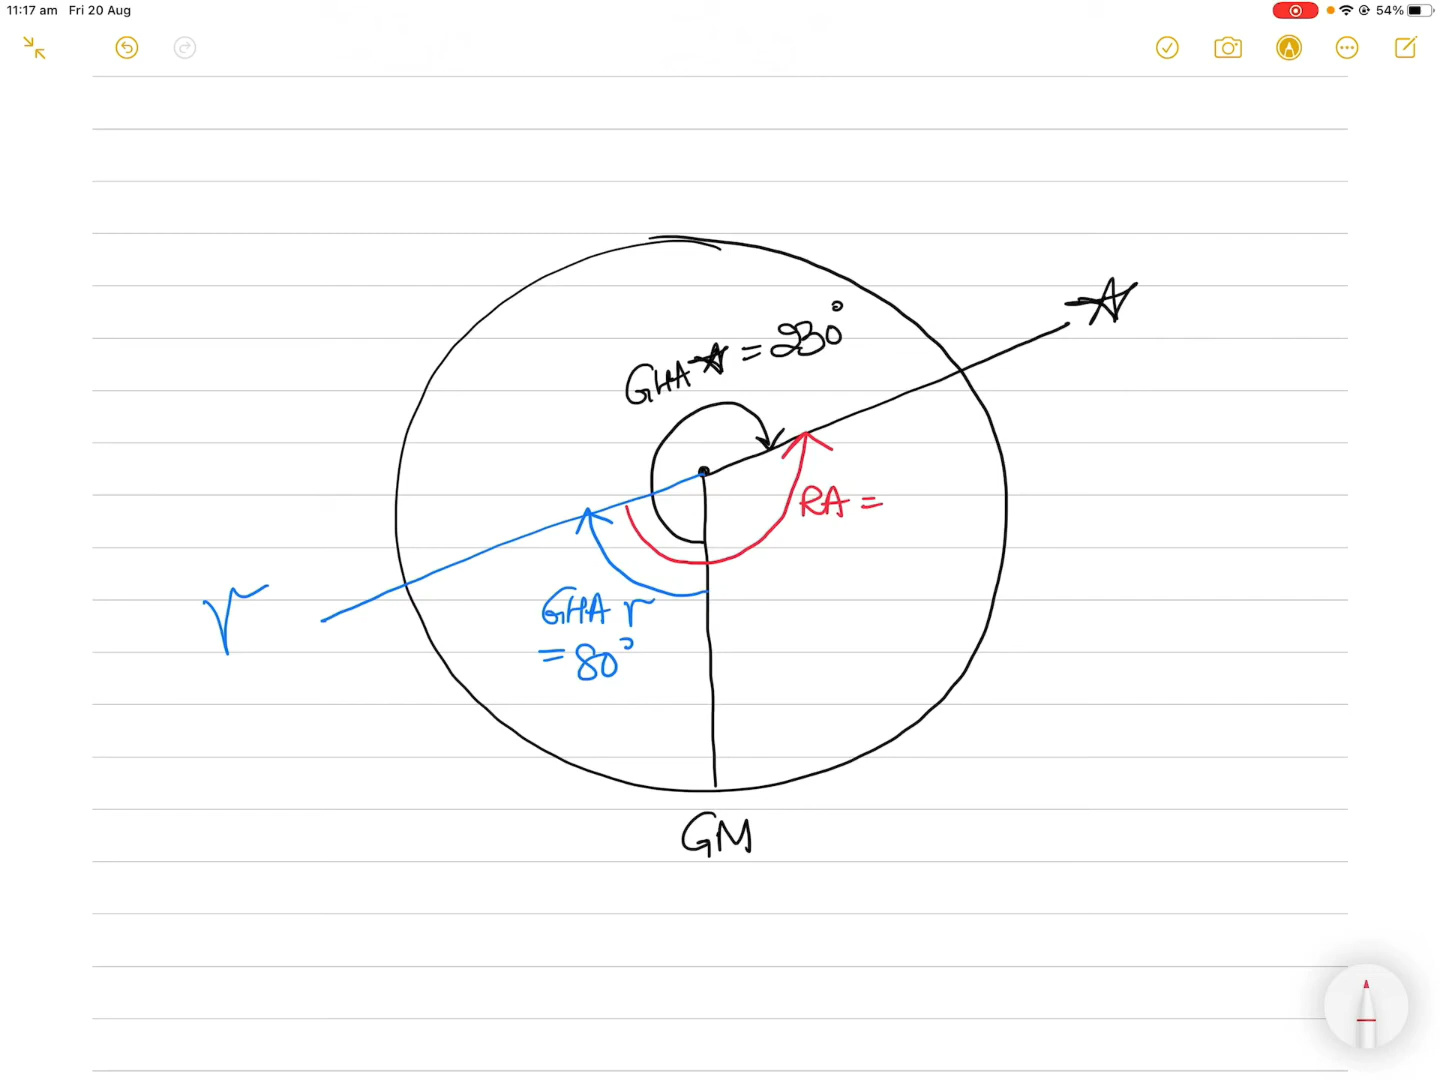 11:17 am Fri 20 Aug
54%
GHA☆ = 230°
RA =
♈
GHA ♈
= 80°
GM